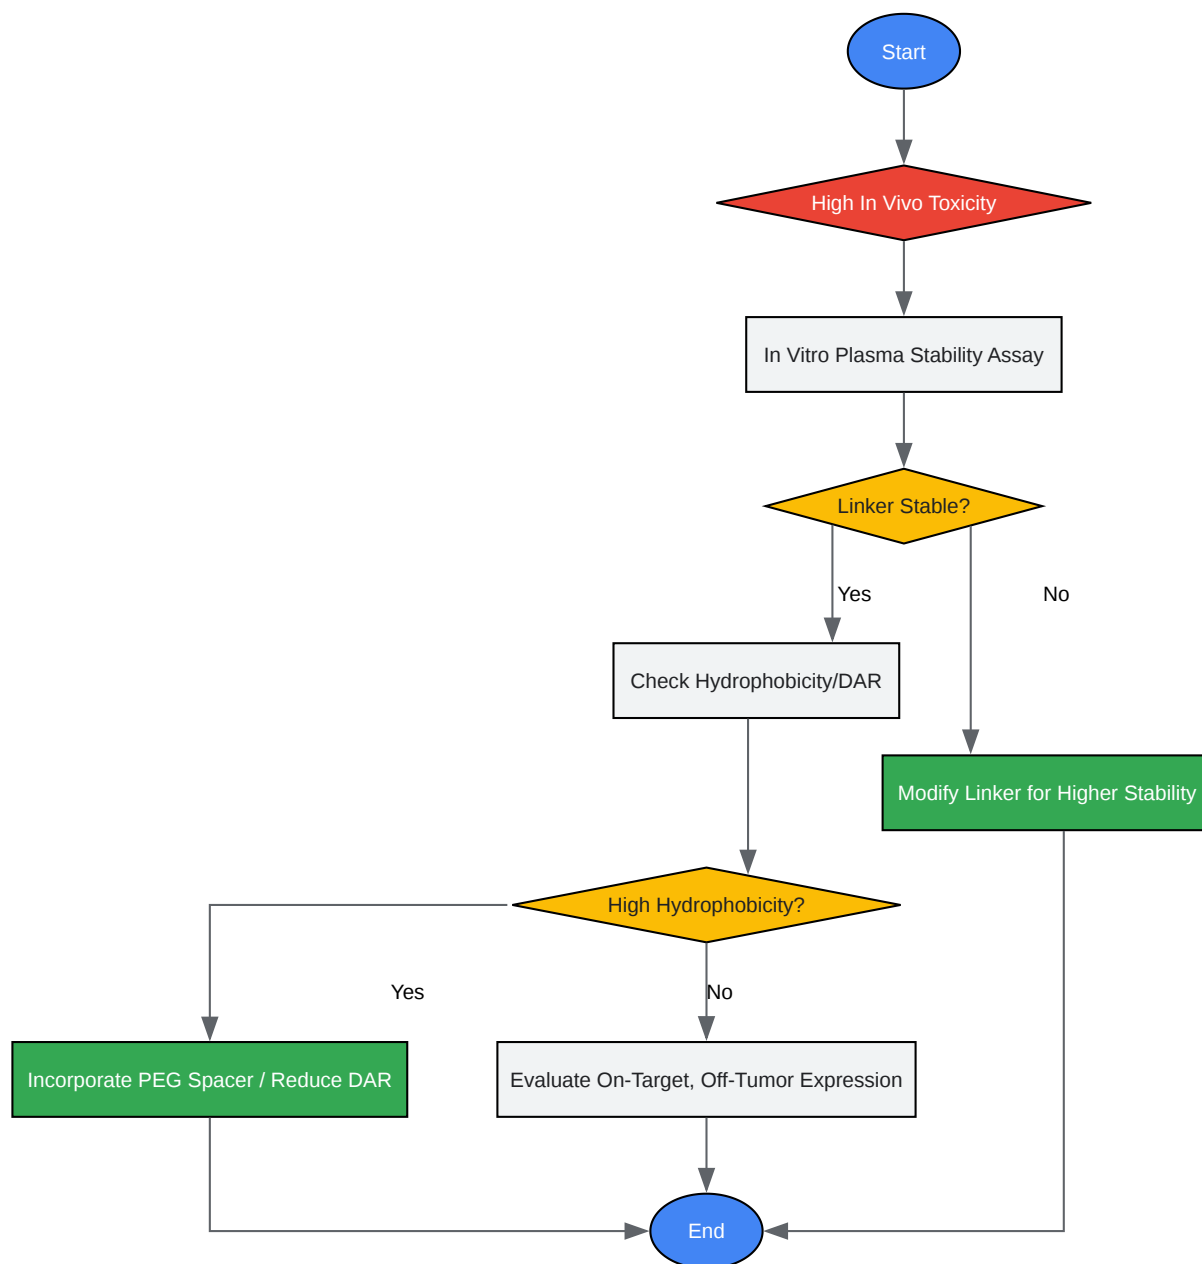 Start
High In Vivo Toxicity
In Vitro Plasma Stability Assay
Linker Stable?
Yes
No
Check Hydrophobicity/DAR
Modify Linker for Higher Stability
High Hydrophobicity?
Yes
No
Incorporate PEG Spacer / Reduce DAR
Evaluate On-Target, Off-Tumor Expression
End